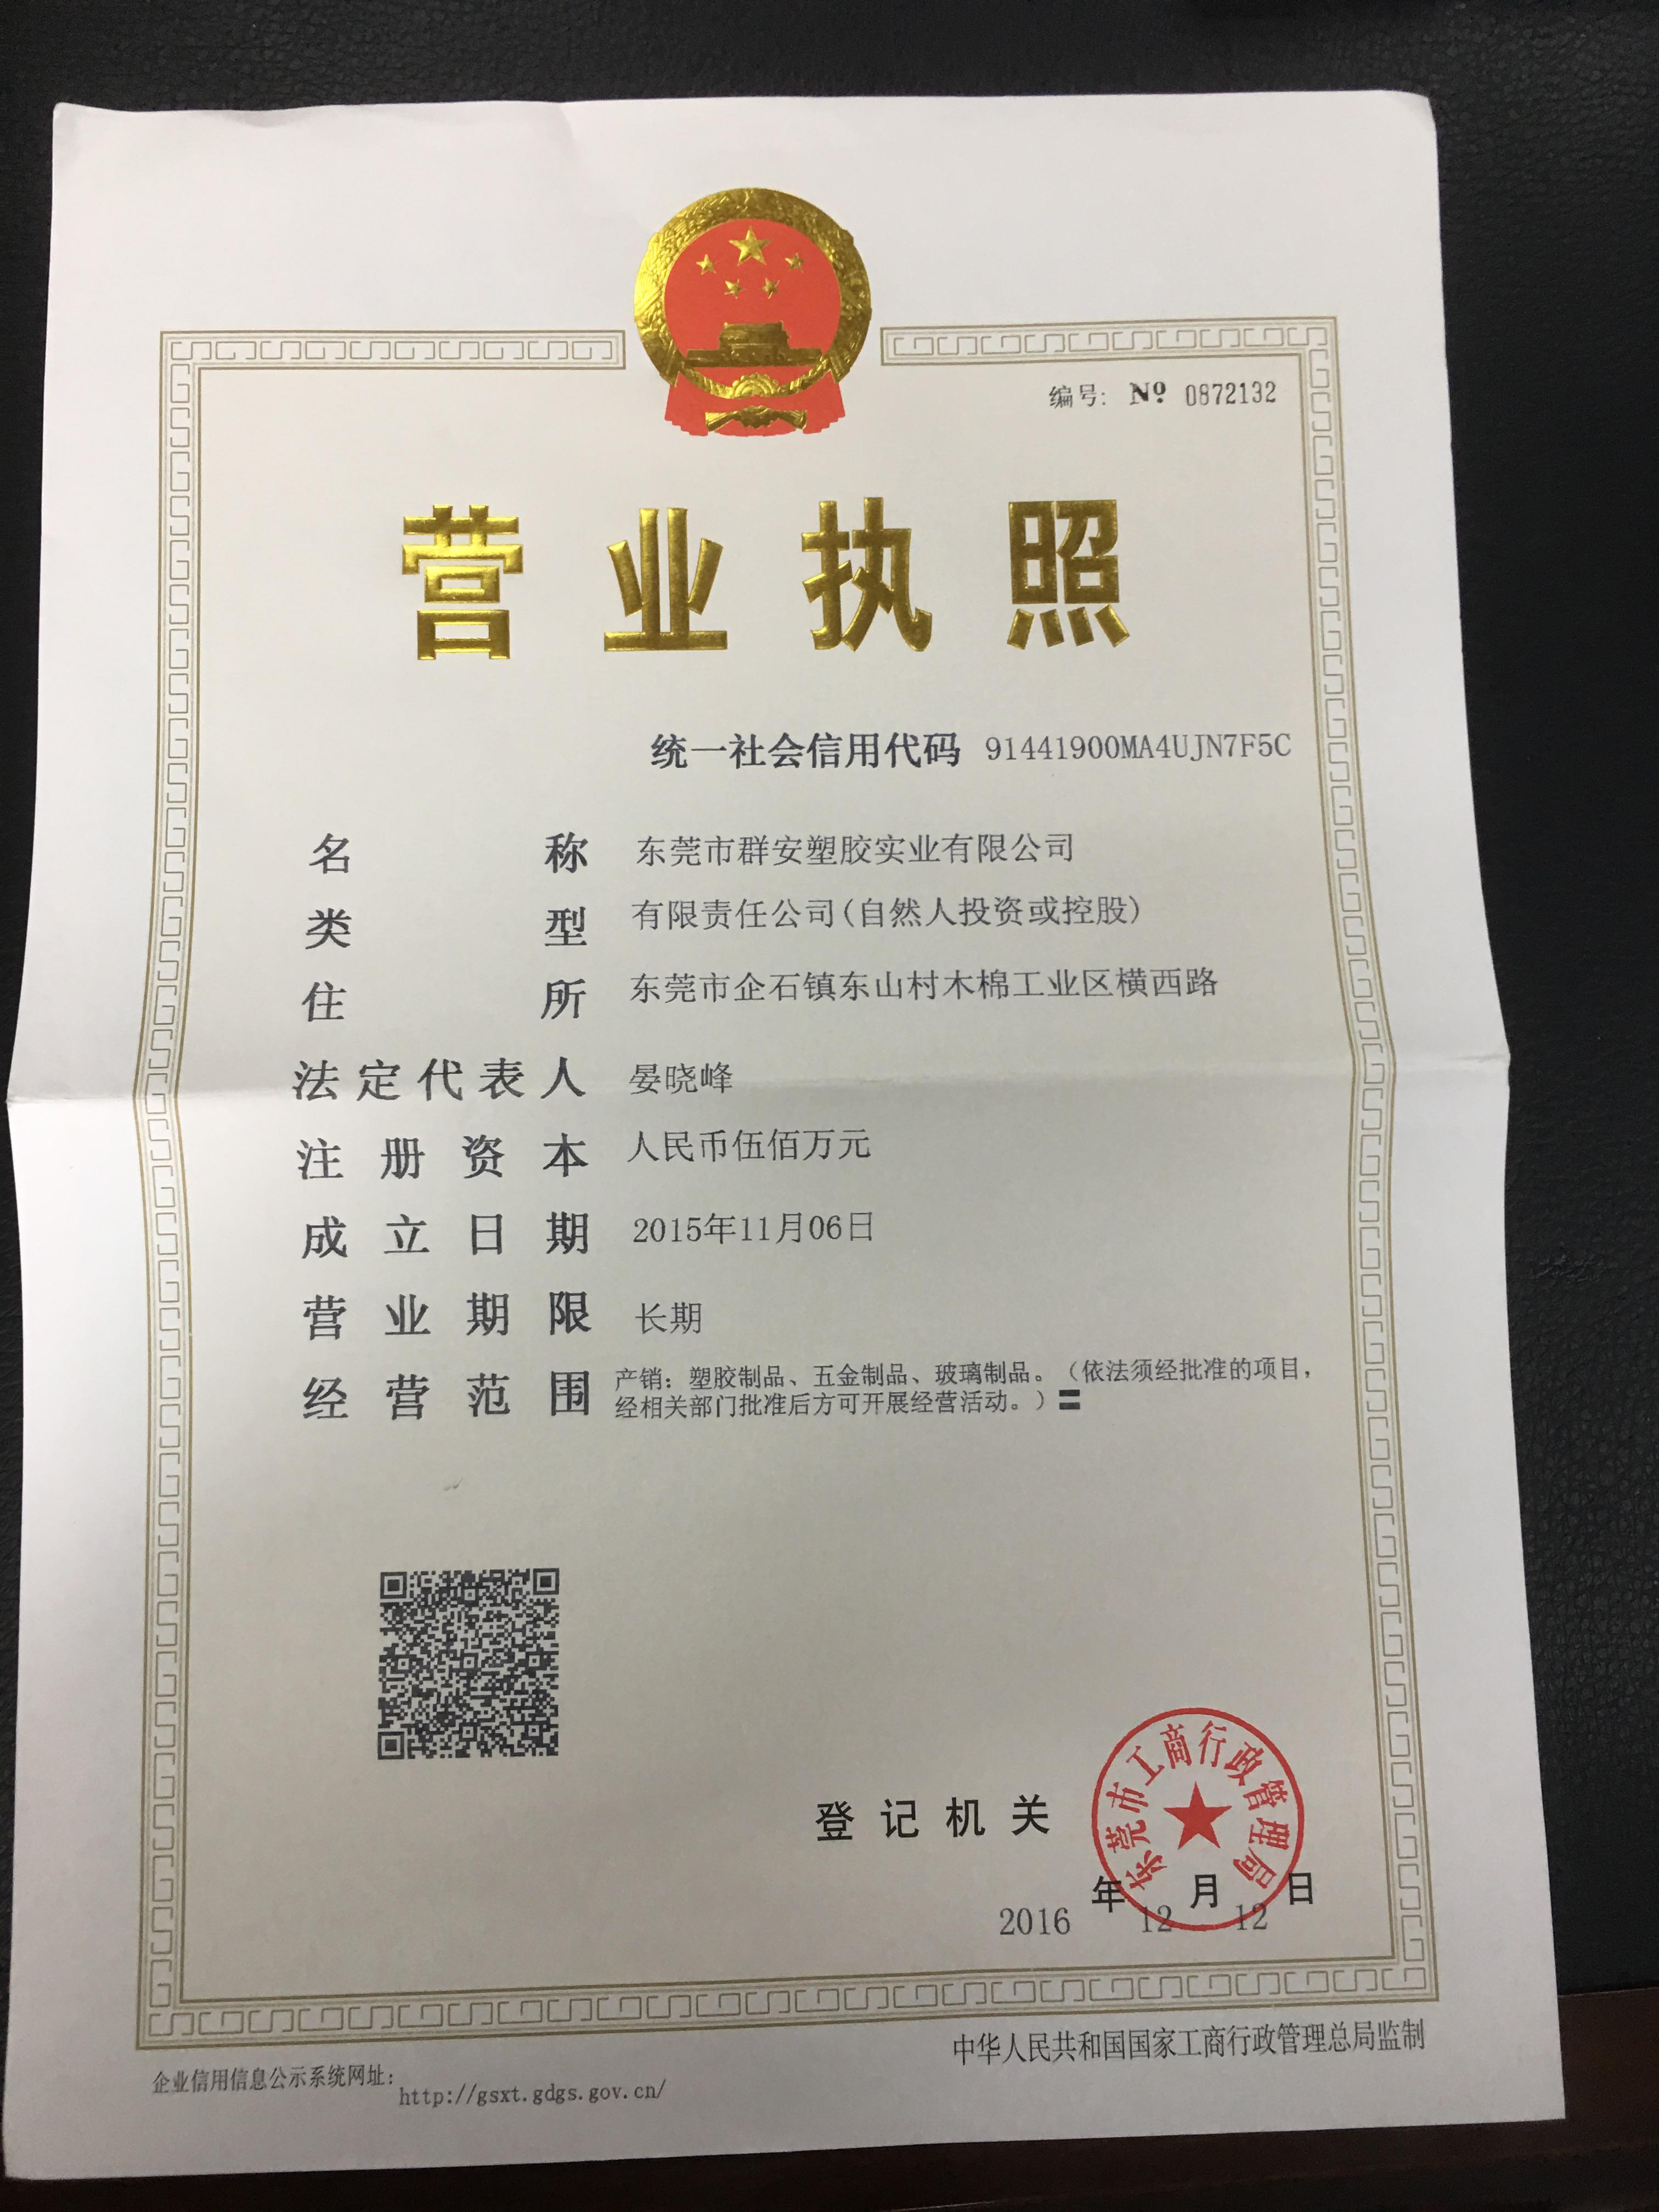 编号: Nº 0872132
营业执照
统一社会信用代码 91441900MA4UJN7F5C
名称 东莞市群安塑胶实业有限公司
类型 有限责任公司(自然人投资或控股)
住所 东莞市企石镇东山村木棉工业区横西路
法定代表人 晏晓峰
注册资本 人民币伍佰万元
成立日期 2015年11月06日
营业期限 长期
经营范围 产销：塑胶制品、五金制品、玻璃制品。（依法须经批准的项目，
经相关部门批准后方可开展经营活动。）
登记机关
东莞市工商行政管理局
年 月 日
2016 12 12
中华人民共和国国家工商行政管理总局监制
企业信用信息公示系统网址: http://gsxt.gdgs.gov.cn/